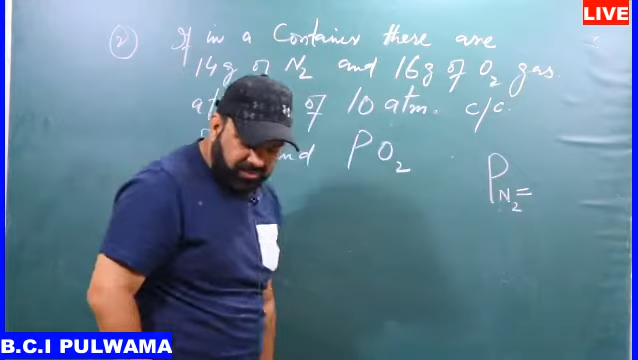 LIVE
② If in a Container there are
14g of N₂ and 16g of O₂ gas.
at of 10 atm. c/c.
and PO₂
P_N₂ =
B.C.I PULWAMA